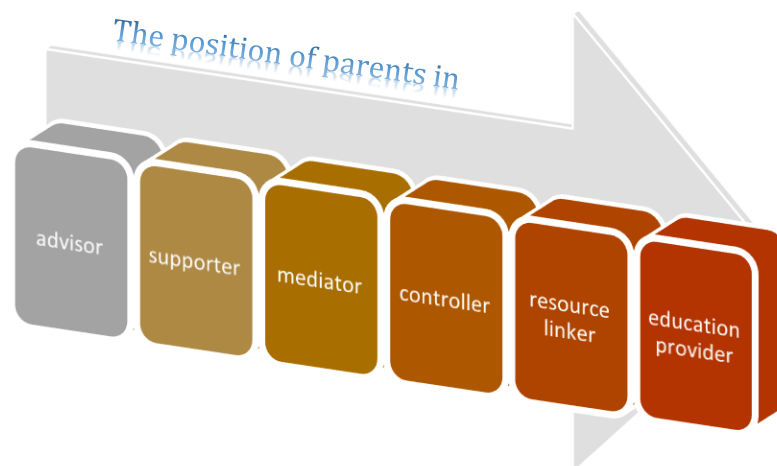 The position of parents in
advisor
supporter
mediator
controller
resource
linker
education
provider